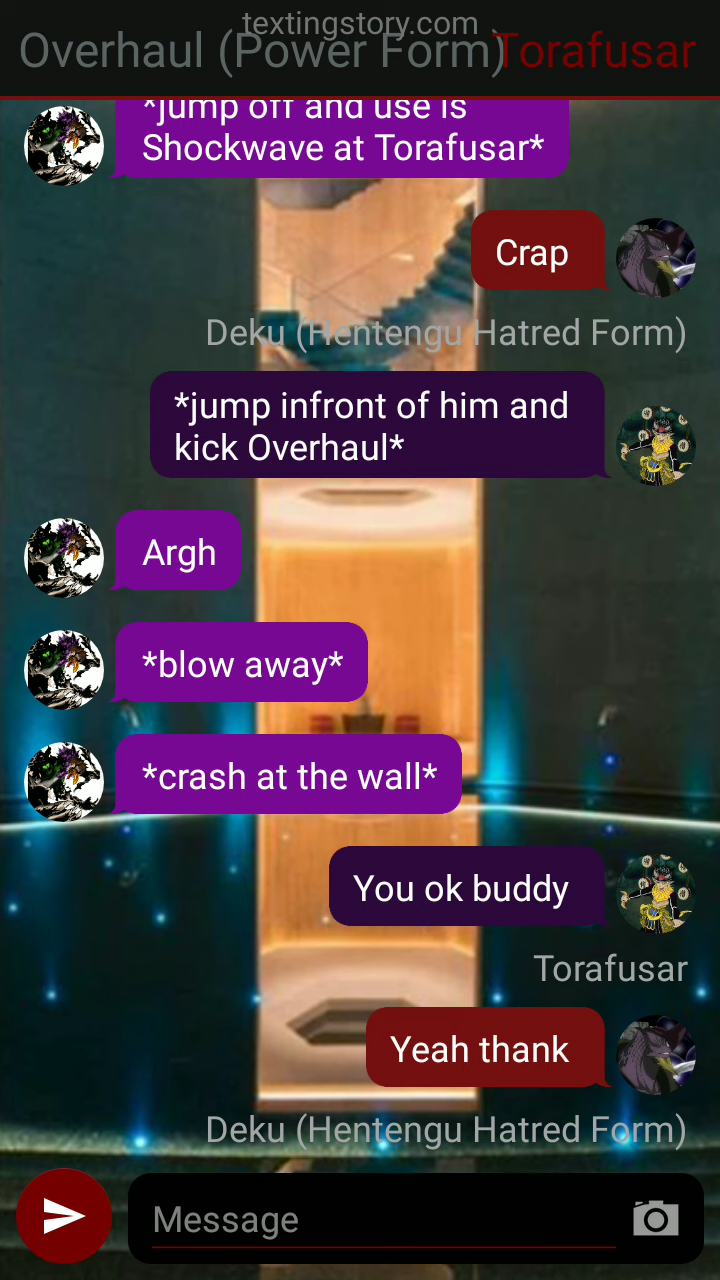 textingstory.com
Overhaul (Power Form)
Torafusar
*jump off and use is
Shockwave at Torafusar*
Crap
Deku (Hentengu Hatred Form)
*jump infront of him and
kick Overhaul*
Argh
*blow away*
*crash at the wall*
You ok buddy
Torafusar
Yeah thank
Deku (Hentengu Hatred Form)
Message